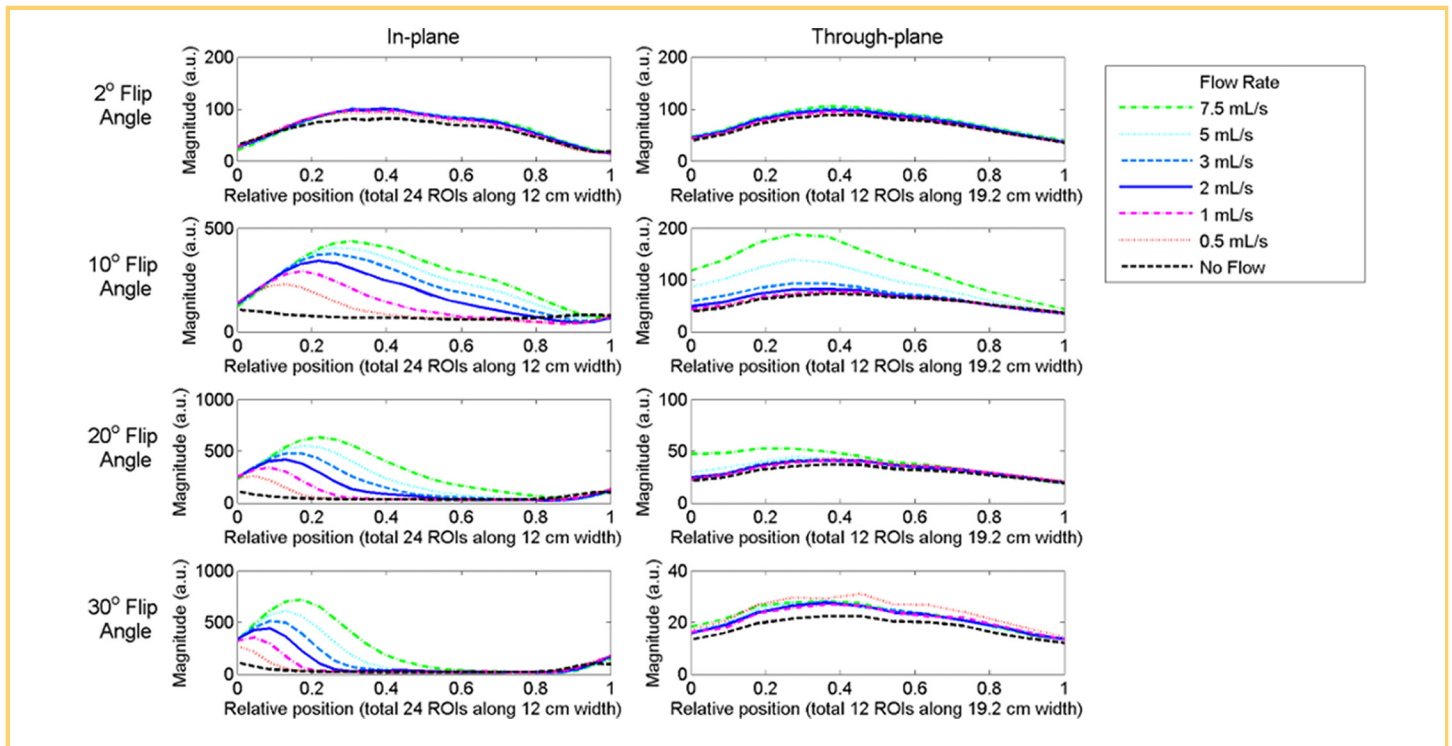 In-plane
Through-plane
2° Flip
Angle
Magnitude (a.u.)
200
100
0
0 0.2 0.4 0.6 0.8 1
Relative position (total 24 ROIs along 12 cm width)
Magnitude (a.u.)
200
100
0
0 0.2 0.4 0.6 0.8 1
Relative position (total 12 ROIs along 19.2 cm width)
Flow Rate
7.5 mL/s
5 mL/s
3 mL/s
2 mL/s
1 mL/s
0.5 mL/s
No Flow
10° Flip
Angle
Magnitude (a.u.)
500
0
0 0.2 0.4 0.6 0.8 1
Relative position (total 24 ROIs along 12 cm width)
Magnitude (a.u.)
200
100
0
0 0.2 0.4 0.6 0.8 1
Relative position (total 12 ROIs along 19.2 cm width)
20° Flip
Angle
Magnitude (a.u.)
1000
500
0
0 0.2 0.4 0.6 0.8 1
Relative position (total 24 ROIs along 12 cm width)
Magnitude (a.u.)
100
50
0
0 0.2 0.4 0.6 0.8 1
Relative position (total 12 ROIs along 19.2 cm width)
30° Flip
Angle
Magnitude (a.u.)
1000
500
0
0 0.2 0.4 0.6 0.8 1
Relative position (total 24 ROIs along 12 cm width)
Magnitude (a.u.)
40
20
0
0 0.2 0.4 0.6 0.8 1
Relative position (total 12 ROIs along 19.2 cm width)